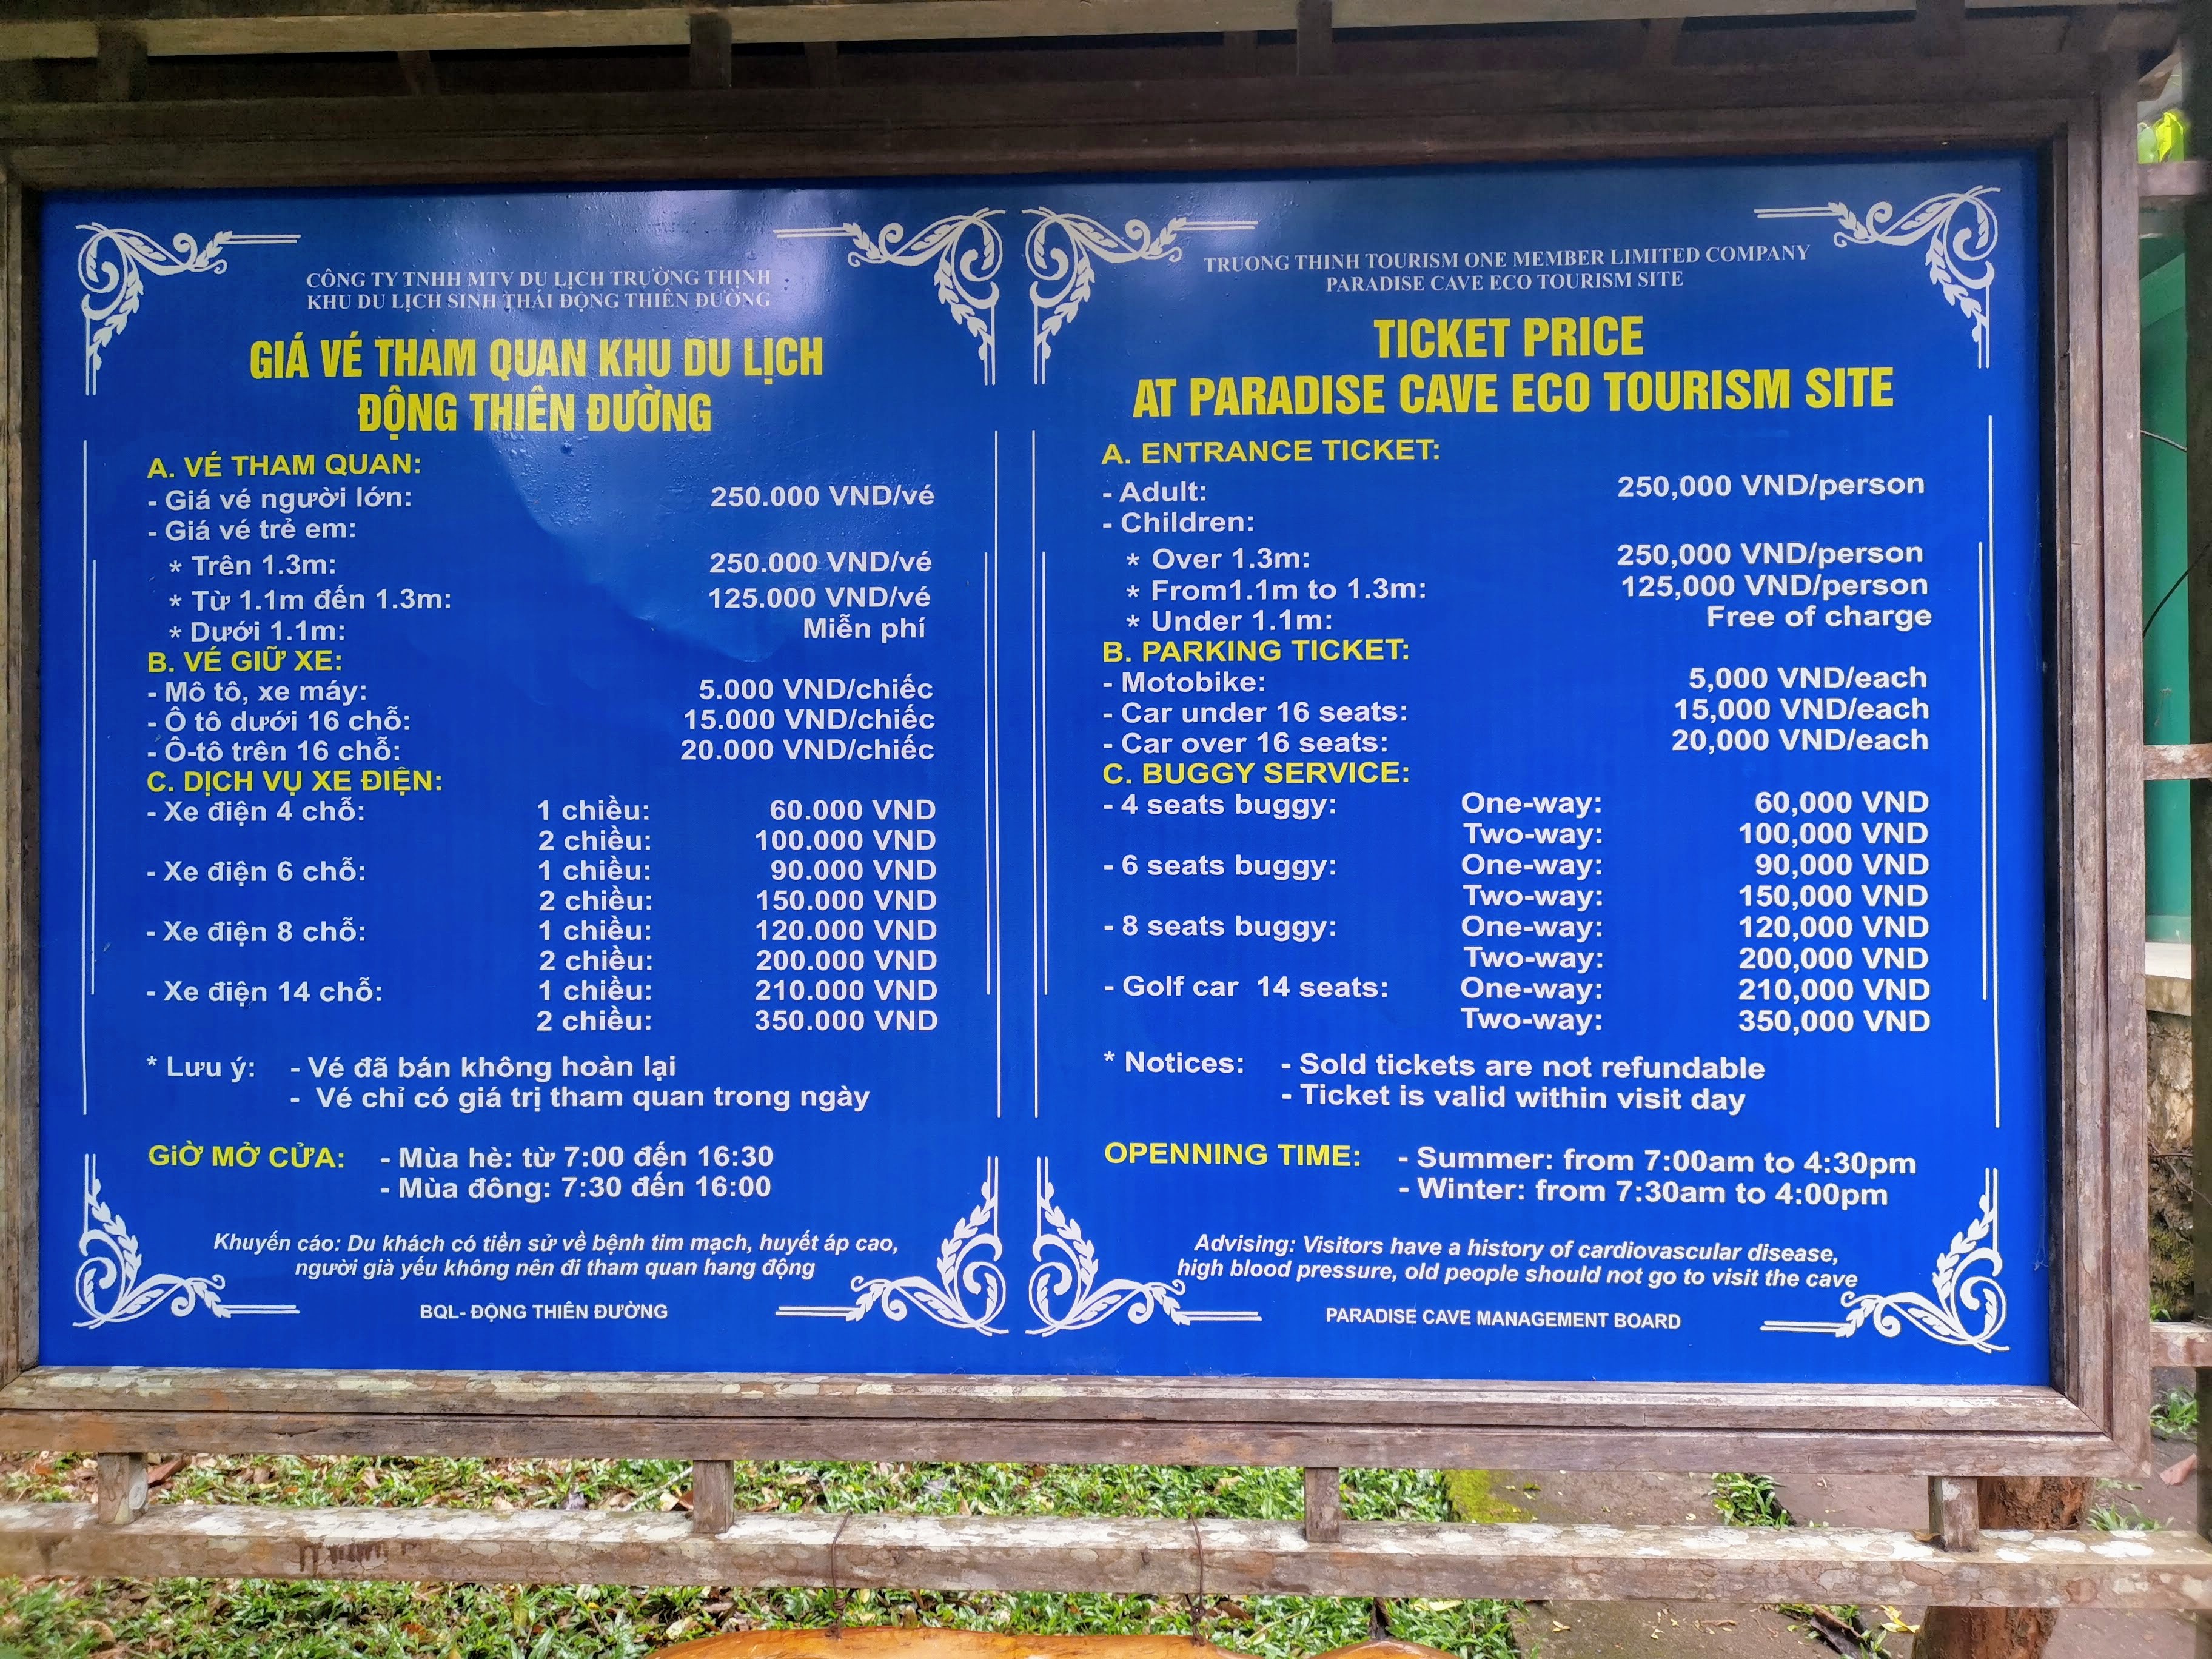 CÔNG TY TNHH MTV DU LỊCH TRƯỜNG THỊNH
KHU DU LỊCH SINH THÁI ĐỘNG THIÊN ĐƯỜNG
GIÁ VÉ THAM QUAN KHU DU LỊCH
ĐỘNG THIÊN ĐƯỜNG
A. VÉ THAM QUAN:
- Giá vé người lớn: 250.000 VND/vé
- Giá vé trẻ em:
* Trên 1.3m: 250.000 VND/vé
* Từ 1.1m đến 1.3m: 125.000 VND/vé
* Dưới 1.1m: Miễn phí
B. VÉ GIỮ XE:
- Mô tô, xe máy: 5.000 VND/chiếc
- Ô tô dưới 16 chỗ: 15.000 VND/chiếc
- Ô-tô trên 16 chỗ: 20.000 VND/chiếc
C. DỊCH VỤ XE ĐIỆN:
- Xe điện 4 chỗ: 1 chiều: 60.000 VND
2 chiều: 100.000 VND
- Xe điện 6 chỗ: 1 chiều: 90.000 VND
2 chiều: 150.000 VND
- Xe điện 8 chỗ: 1 chiều: 120.000 VND
2 chiều: 200.000 VND
- Xe điện 14 chỗ: 1 chiều: 210.000 VND
2 chiều: 350.000 VND
* Lưu ý: - Vé đã bán không hoàn lại
- Vé chỉ có giá trị tham quan trong ngày
GiỜ MỞ CỬA: - Mùa hè: từ 7:00 đến 16:30
- Mùa đông: 7:30 đến 16:00
Khuyến cáo: Du khách có tiền sử về bệnh tim mạch, huyết áp cao,
người già yếu không nên đi tham quan hang động
BQL- ĐỘNG THIÊN ĐƯỜNG
TRUONG THINH TOURISM ONE MEMBER LIMITED COMPANY
PARADISE CAVE ECO TOURISM SITE
TICKET PRICE
AT PARADISE CAVE ECO TOURISM SITE
A. ENTRANCE TICKET:
- Adult: 250,000 VND/person
- Children:
* Over 1.3m: 250,000 VND/person
* From1.1m to 1.3m: 125,000 VND/person
* Under 1.1m: Free of charge
B. PARKING TICKET:
- Motobike: 5,000 VND/each
- Car under 16 seats: 15,000 VND/each
- Car over 16 seats: 20,000 VND/each
C. BUGGY SERVICE:
- 4 seats buggy: One-way: 60,000 VND
Two-way: 100,000 VND
- 6 seats buggy: One-way: 90,000 VND
Two-way: 150,000 VND
- 8 seats buggy: One-way: 120,000 VND
Two-way: 200,000 VND
- Golf car 14 seats: One-way: 210,000 VND
Two-way: 350,000 VND
* Notices: - Sold tickets are not refundable
- Ticket is valid within visit day
OPENNING TIME: - Summer: from 7:00am to 4:30pm
- Winter: from 7:30am to 4:00pm
Advising: Visitors have a history of cardiovascular disease,
high blood pressure, old people should not go to visit the cave
PARADISE CAVE MANAGEMENT BOARD